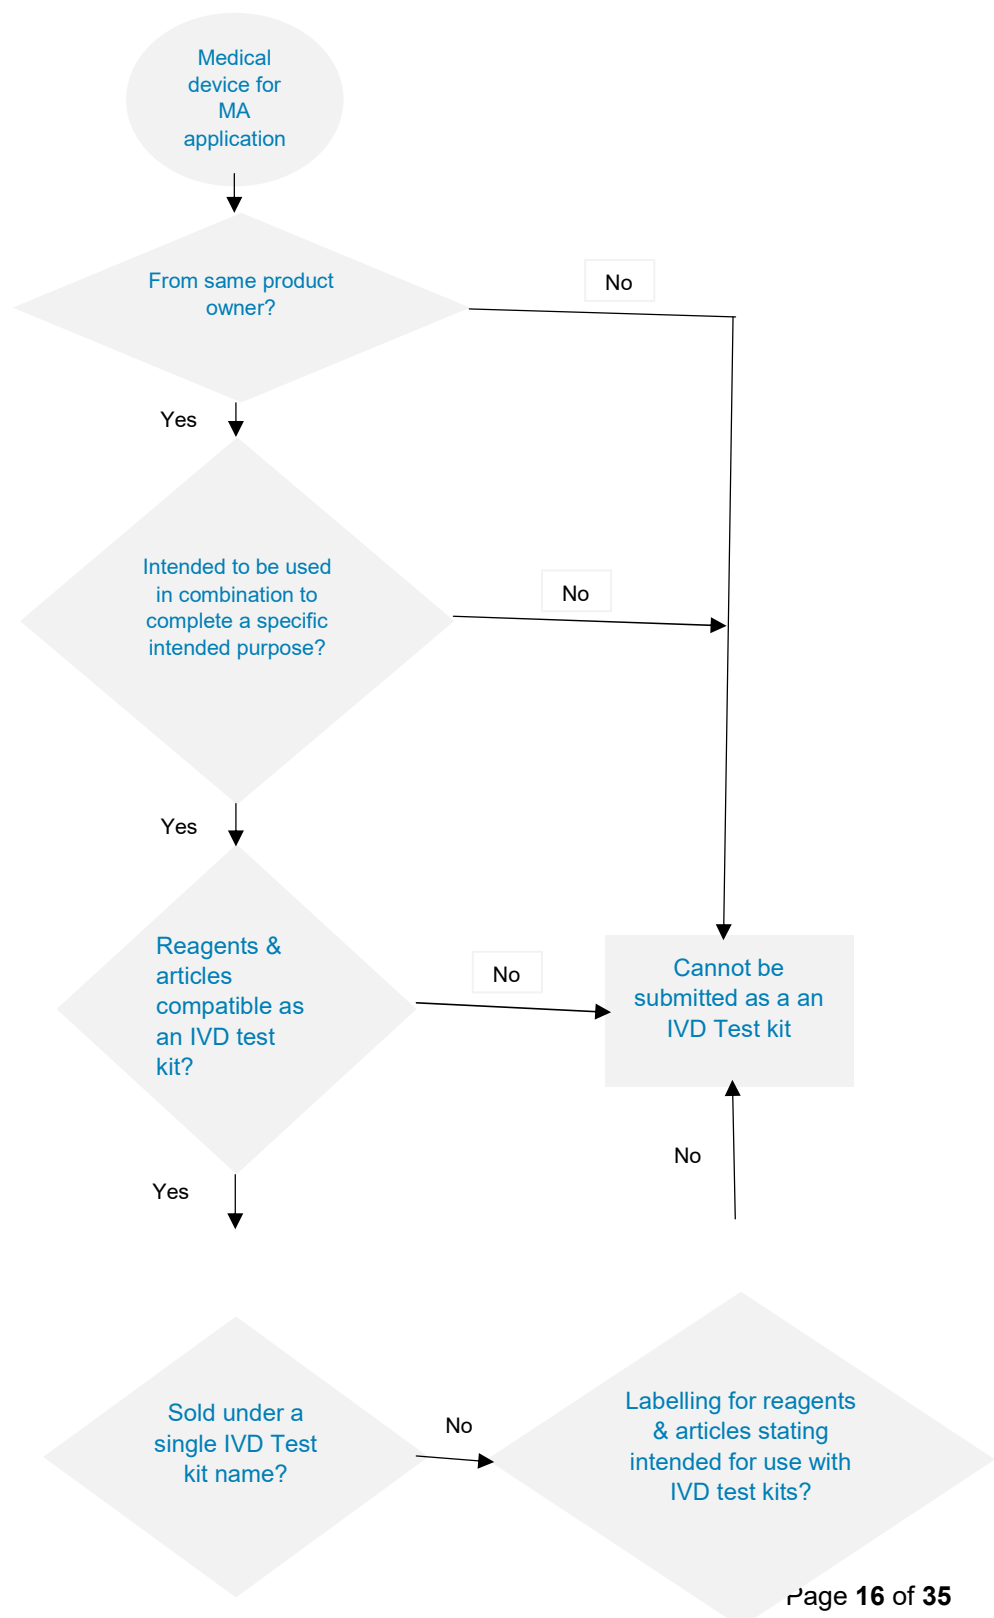 Medical
device for
MA
application
From same product
owner?
No
Yes
Intended to be used
in combination to
complete a specific
intended purpose?
No
Yes
Reagents &
articles
compatible as
an IVD test
kit?
No
Cannot be
submitted as a an
IVD Test kit
No
Yes
Sold under a
single IVD Test
kit name?
No
Labelling for reagents
& articles stating
intended for use with
IVD test kits?
Page 16 of 35